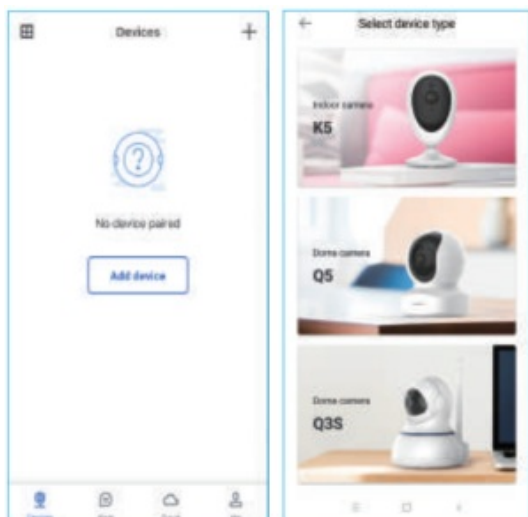 Devices
No device paired
Add device
Select device type
Indoor camera
K5
Dome camera
Q5
Dome camera
Q3S